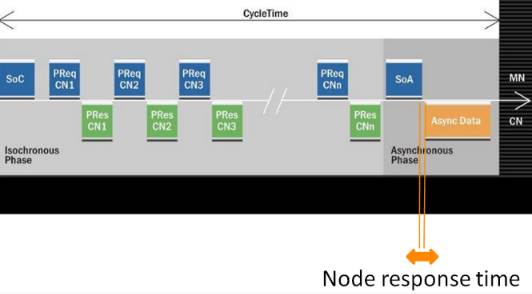 CycleTime
SoC
PReq
CN1
PReq
CN2
PReq
CN3
PReq
CNn
SoA
MN
PRes
CN1
PRes
CN2
PRes
CN3
PRes
CNn
Async Data
CN
Isochronous
Phase
Asynchronous
Phase
Node response time